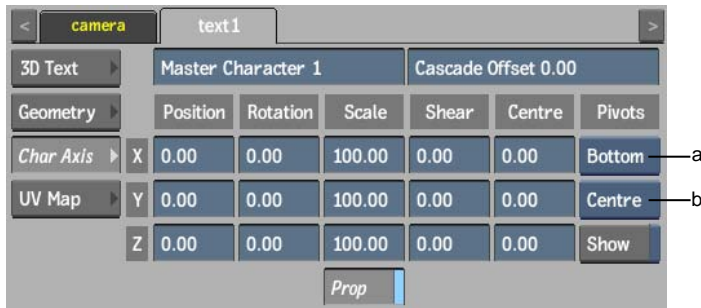 < camera text1 >
3D Text Master Character 1 Cascade Offset 0.00
Geometry Position Rotation Scale Shear Centre Pivots
Char Axis X 0.00 0.00 100.00 0.00 0.00 Bottom a
UV Map Y 0.00 0.00 100.00 0.00 0.00 Centre b
Z 0.00 0.00 100.00 0.00 0.00 Show
Prop